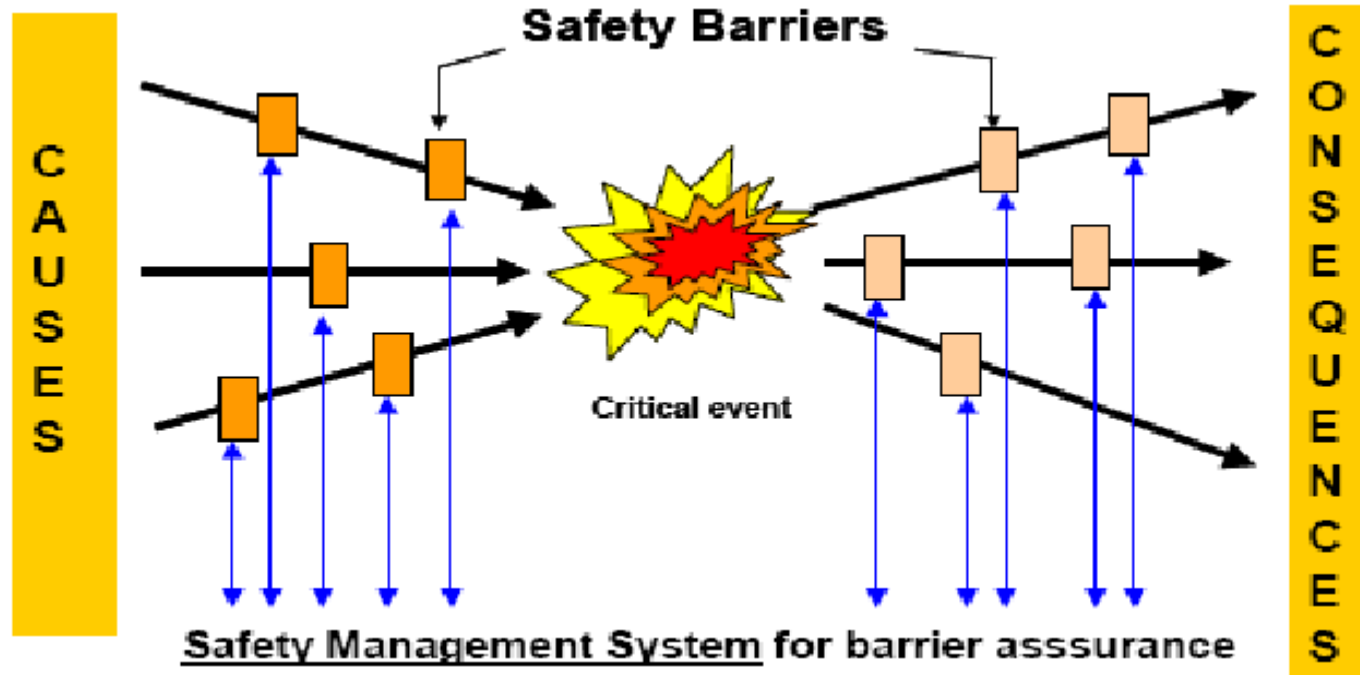 Safety Barriers
CAUSES
CONSEQUENCES
Critical event
Safety Management System for barrier asssurance